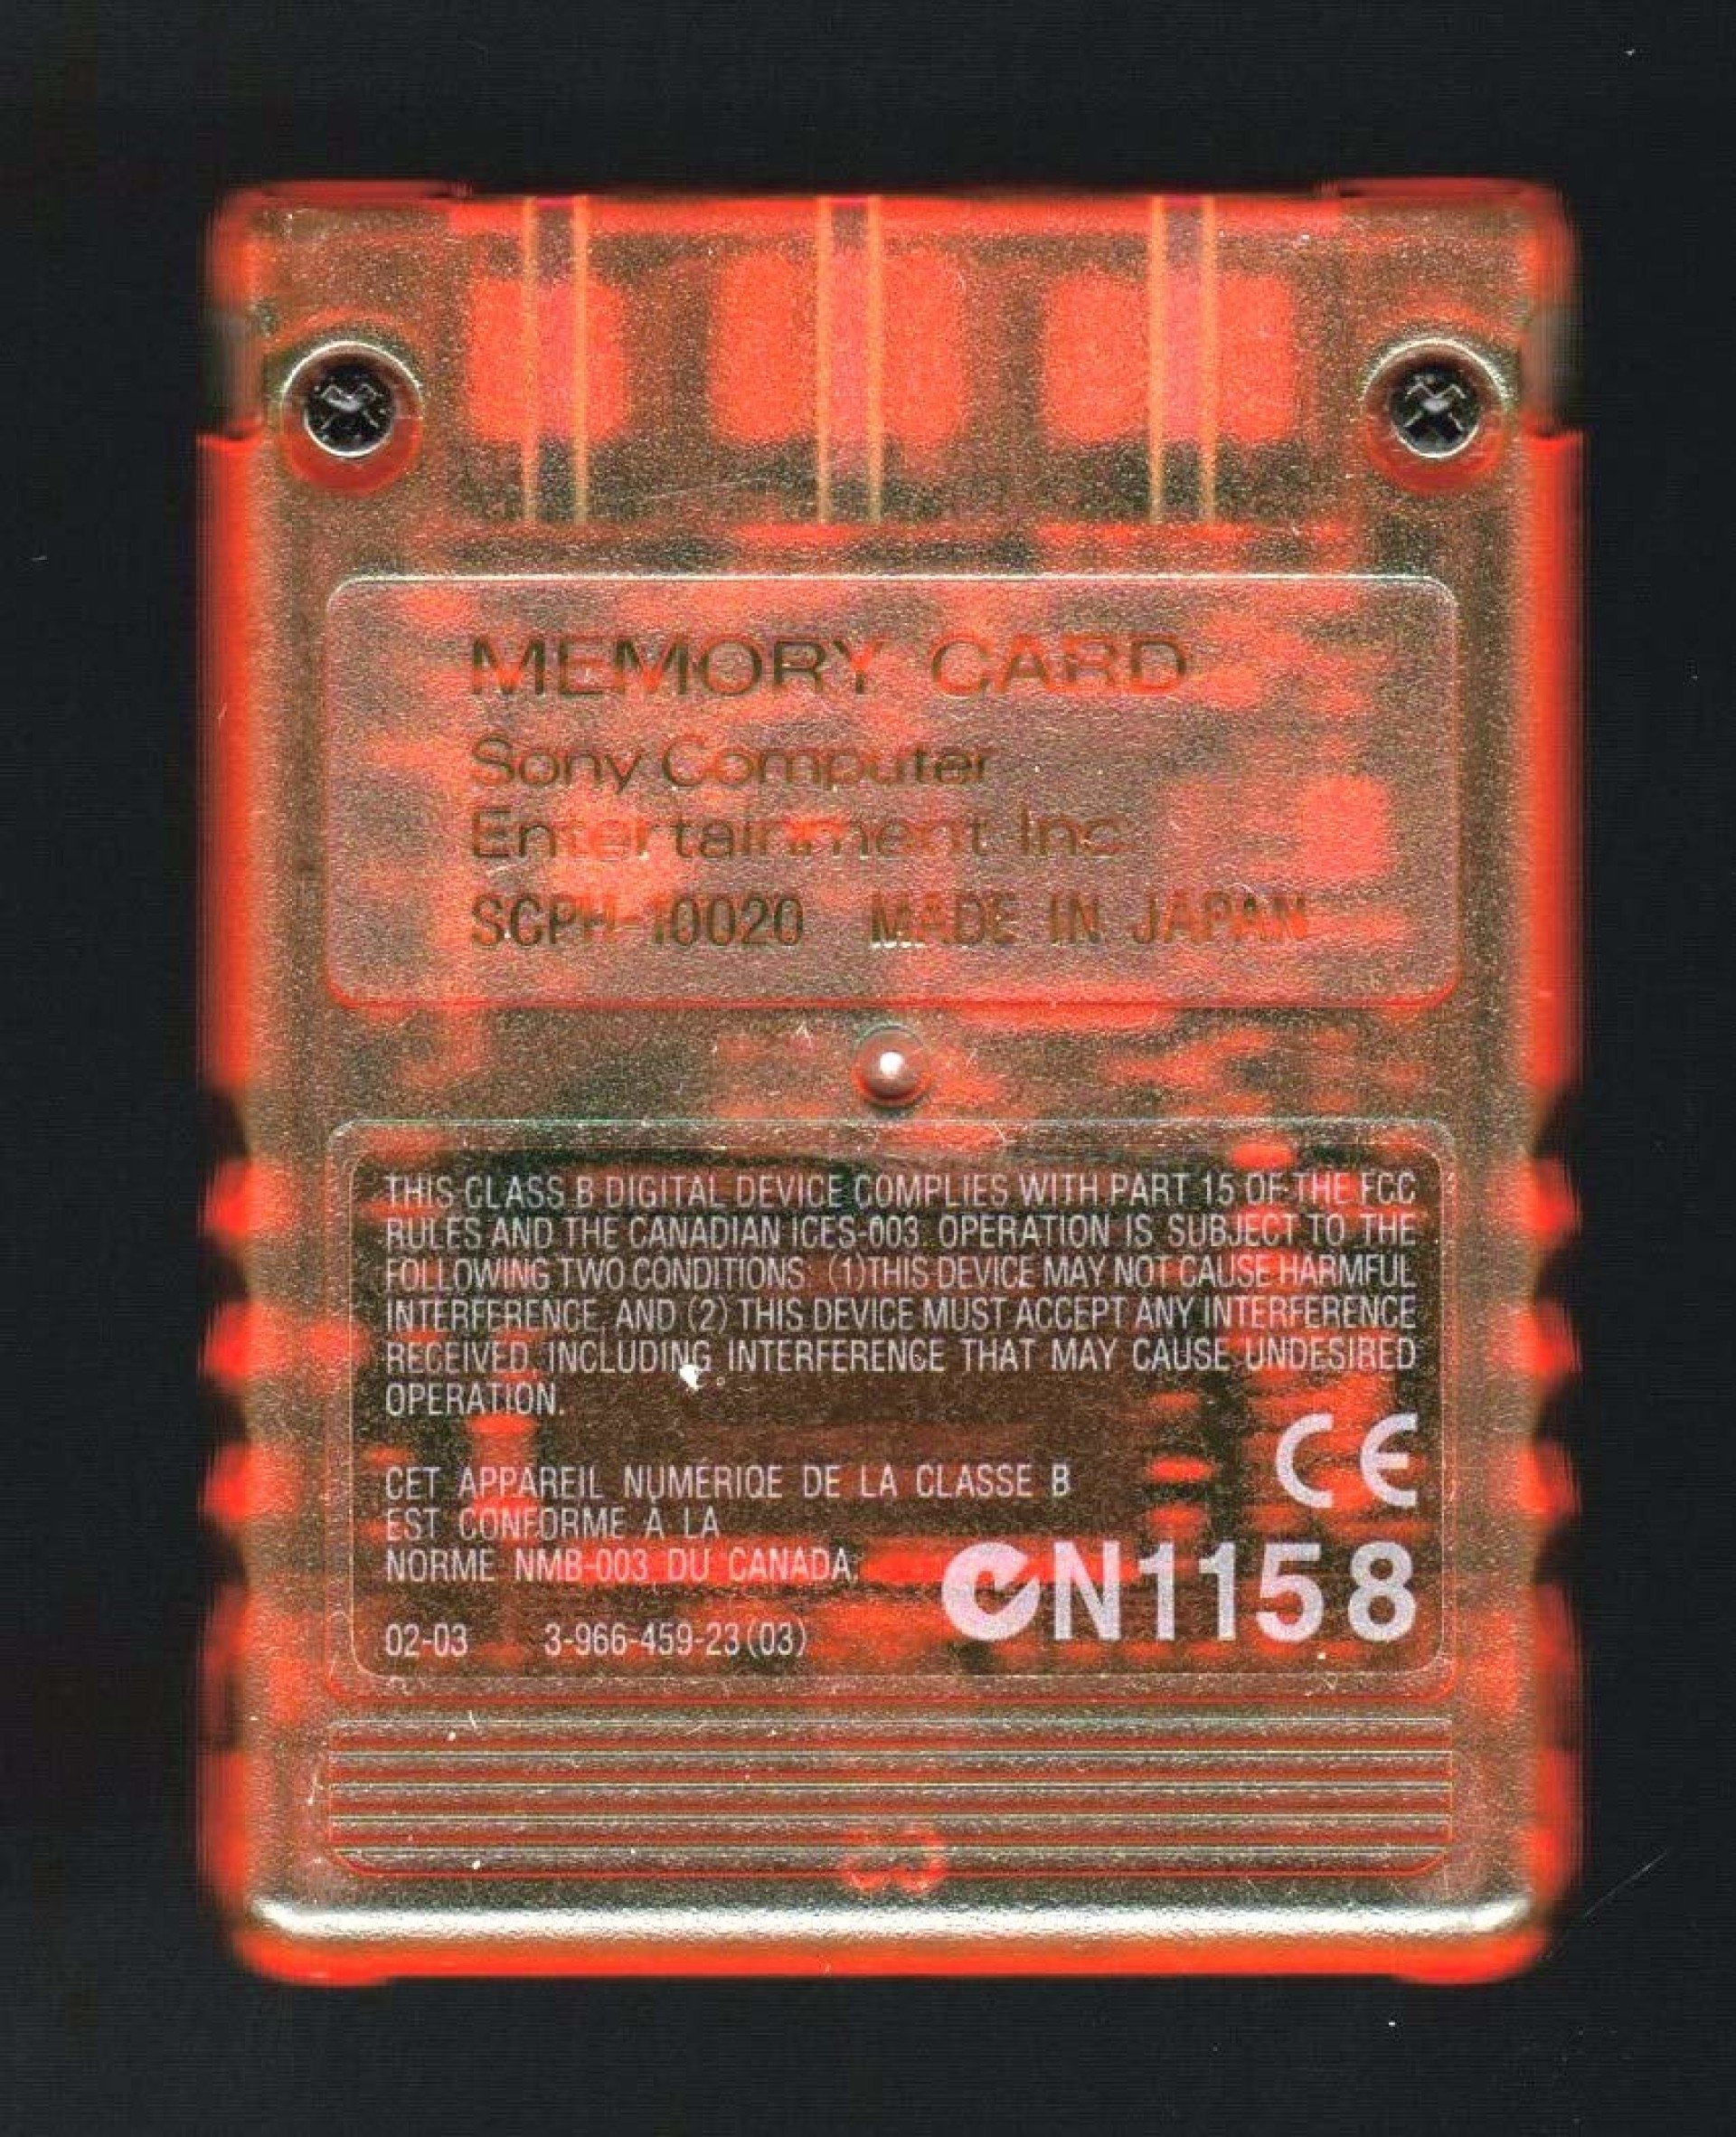 MEMORY CARD
Sony Computer
Entertainment Inc.
SCPH-10020 MADE IN JAPAN
THIS CLASS B DIGITAL DEVICE COMPLIES WITH PART 15 OF THE FCC
RULES AND THE CANADIAN ICES-003. OPERATION IS SUBJECT TO THE
FOLLOWING TWO CONDITIONS: (1)THIS DEVICE MAY NOT CAUSE HARMFUL
INTERFERENCE, AND (2) THIS DEVICE MUST ACCEPT ANY INTERFERENCE
RECEIVED, INCLUDING INTERFERENCE THAT MAY CAUSE UNDESIRED
OPERATION.
CE
CET APPAREIL NUMÉRIQE DE LA CLASSE B
EST CONFORME À LA
NORME NMB-003 DU CANADA.
N1158
02-03 3-966-459-23(03)